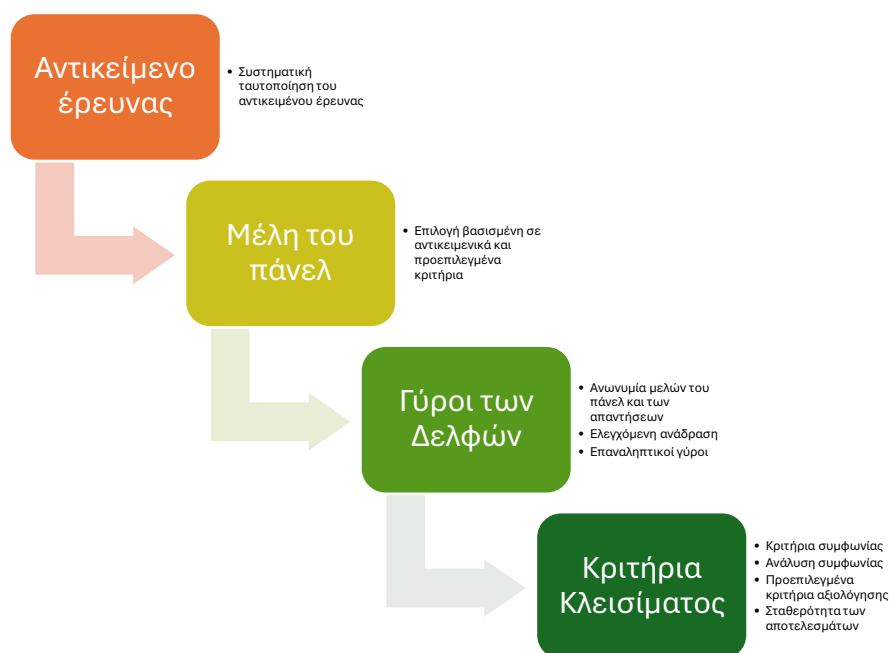 Αντικείμενο
έρευνας
• Συστηματική
ταυτοποίηση του
αντικειμένου έρευνας
Μέλη του
πάνελ
• Επιλογή βασισμένη σε
αντικειμενικά και
προεπιλεγμένα
κριτήρια
Γύροι των
Δελφών
• Ανωνυμία μελών του
πάνελ και των
απαντήσεων
• Ελεγχόμενη ανάδραση
• Επαναληπτικοί γύροι
Κριτήρια
Κλεισίματος
• Κριτήρια συμφωνίας
• Ανάλυση συμφωνίας
• Προεπιλεγμένα
κριτήρια αξιολόγησης
• Σταθερότητα των
αποτελεσμάτων